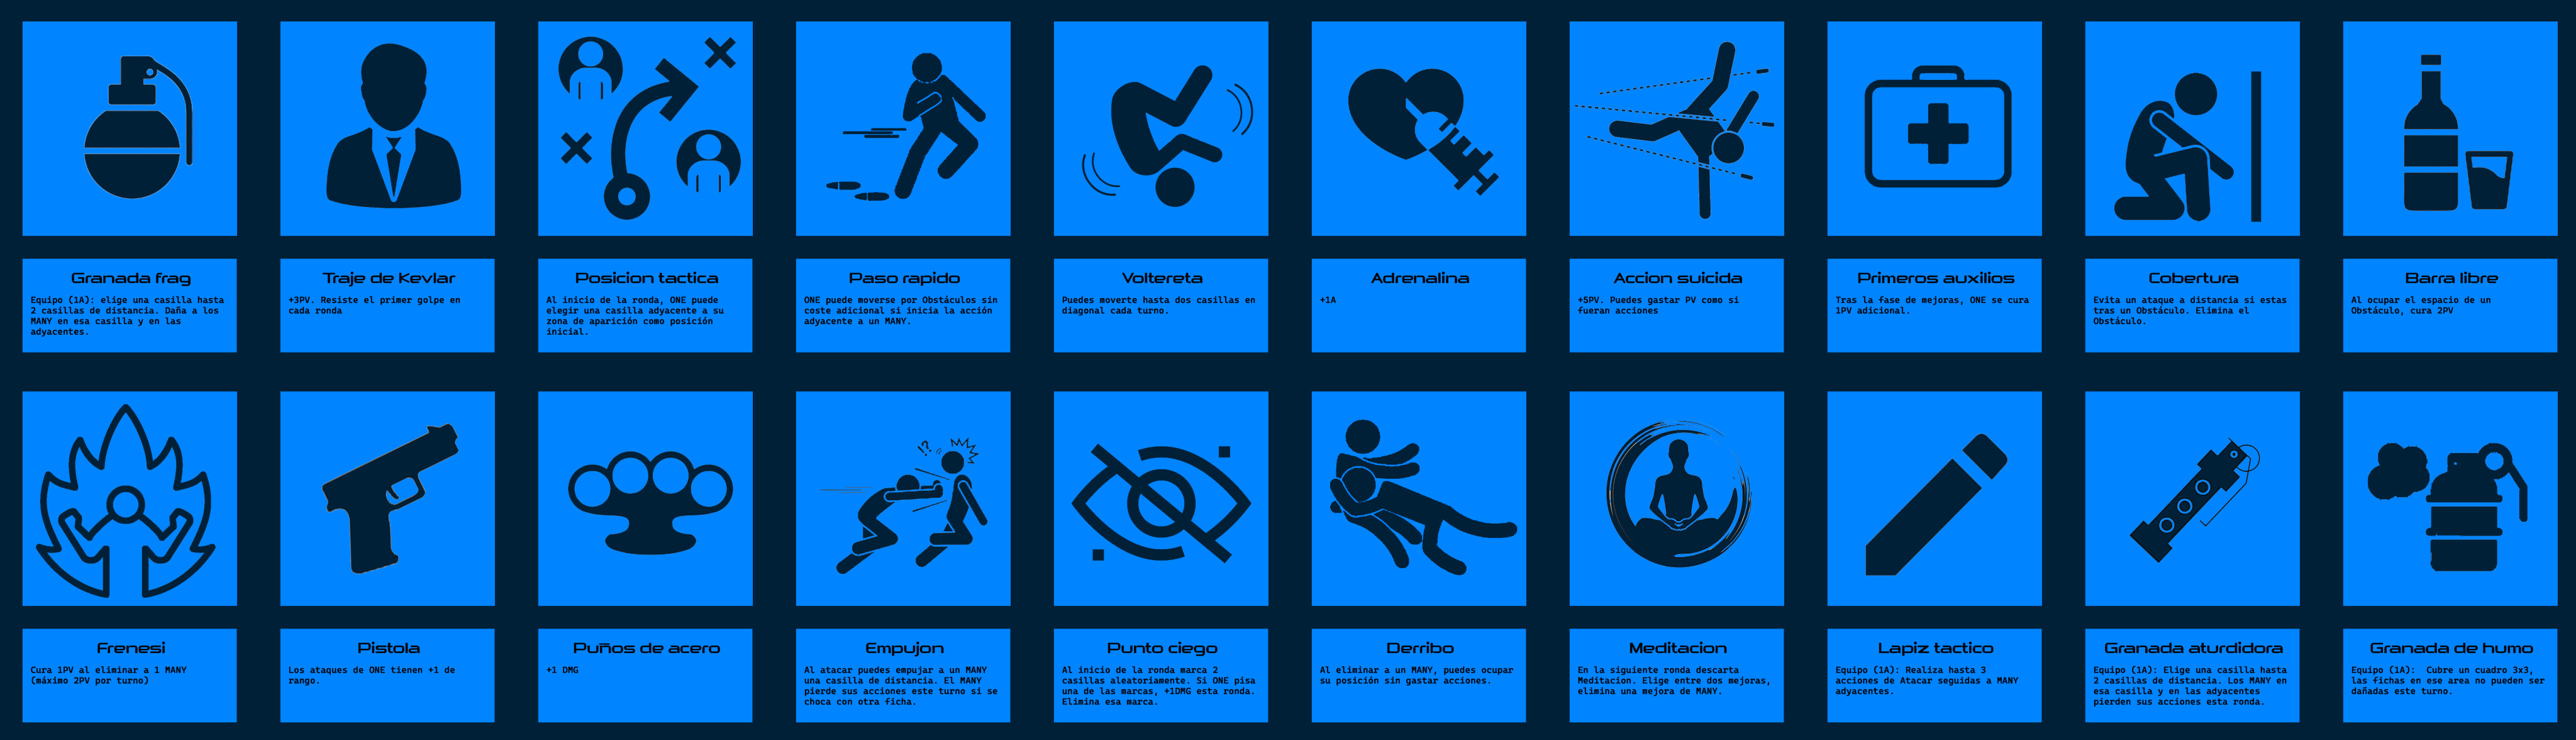 Granada frag
Equipo (1A): elige una casilla hasta
2 casillas de distancia. Daña a los
MANY en esa casilla y en las
adyacentes.
Traje de Kevlar
+3PV. Resiste el primer golpe en
cada ronda
Posicion tactica
Al inicio de la ronda, ONE puede
elegir una casilla adyacente a su
zona de aparición como posición
inicial.
Paso rapido
ONE puede moverse por Obstáculos sin
coste adicional si inicia la acción
adyacente a un MANY.
Voltereta
Puedes moverte hasta dos casillas en
diagonal cada turno.
Adrenalina
+1A
Accion suicida
+5PV. Puedes gastar PV como si
fueran acciones
Primeros auxilios
Tras la fase de mejoras, ONE se cura
1PV adicional.
Cobertura
Evita un ataque a distancia si estas
tras un Obstáculo. Elimina el
Obstáculo.
Barra libre
Al ocupar el espacio de un
Obstáculo, cura 2PV
Frenesi
Cura 1PV al eliminar a 1 MANY
(máximo 2PV por turno)
Pistola
Los ataques de ONE tienen +1 de
rango.
Puños de acero
+1 DMG
!?
Empujon
Al atacar puedes empujar a un MANY
una casilla de distancia. El MANY
pierde sus acciones este turno si se
choca con otra ficha.
Punto ciego
Al inicio de la ronda marca 2
casillas aleatoriamente. Si ONE pisa
una de las marcas, +1DMG esta ronda.
Elimina esa marca.
Derribo
Al eliminar a un MANY, puedes ocupar
su posición sin gastar acciones.
Meditacion
En la siguiente ronda descarta
Meditacion. Elige entre dos mejoras,
elimina una mejora de MANY.
Lapiz tactico
Equipo (1A): Realiza hasta 3
acciones de Atacar seguidas a MANY
adyacentes.
Granada aturdidora
Equipo (1A): Elige una casilla hasta
2 casillas de distancia. Los MANY en
esa casilla y en las adyacentes
pierden sus acciones esta ronda.
Granada de humo
Equipo (1A): Cubre un cuadro 3x3,
las fichas en ese area no pueden ser
dañadas este turno.